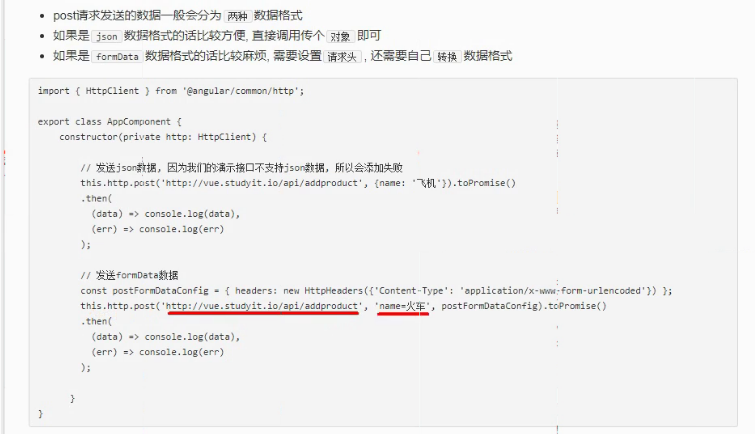 post请求发送的数据一般会分为 两种 数据格式
如果是 json 数据格式的话比较方便, 直接调用传个 对象 即可
如果是 formData 数据格式的话比较麻烦, 需要设置 请求头 , 还需要自己 转换 数据格式
import { HttpClient } from '@angular/common/http';
export class AppComponent {
constructor(private http: HttpClient) {
// 发送json数据, 因为我们的演示接口不支持json数据, 所以会添加失败
this.http.post('http://vue.studyit.io/api/addproduct', {name: '飞机'}).toPromise()
.then(
(data) => console.log(data),
(err) => console.log(err)
);
// 发送formData数据
const postFormDataConfig = { headers: new HttpHeaders({'Content-Type': 'application/x-www-form-urlencoded'}) };
this.http.post('http://vue.studyit.io/api/addproduct', 'name=火车', postFormDataConfig).toPromise()
.then(
(data) => console.log(data),
(err) => console.log(err)
);
}
}